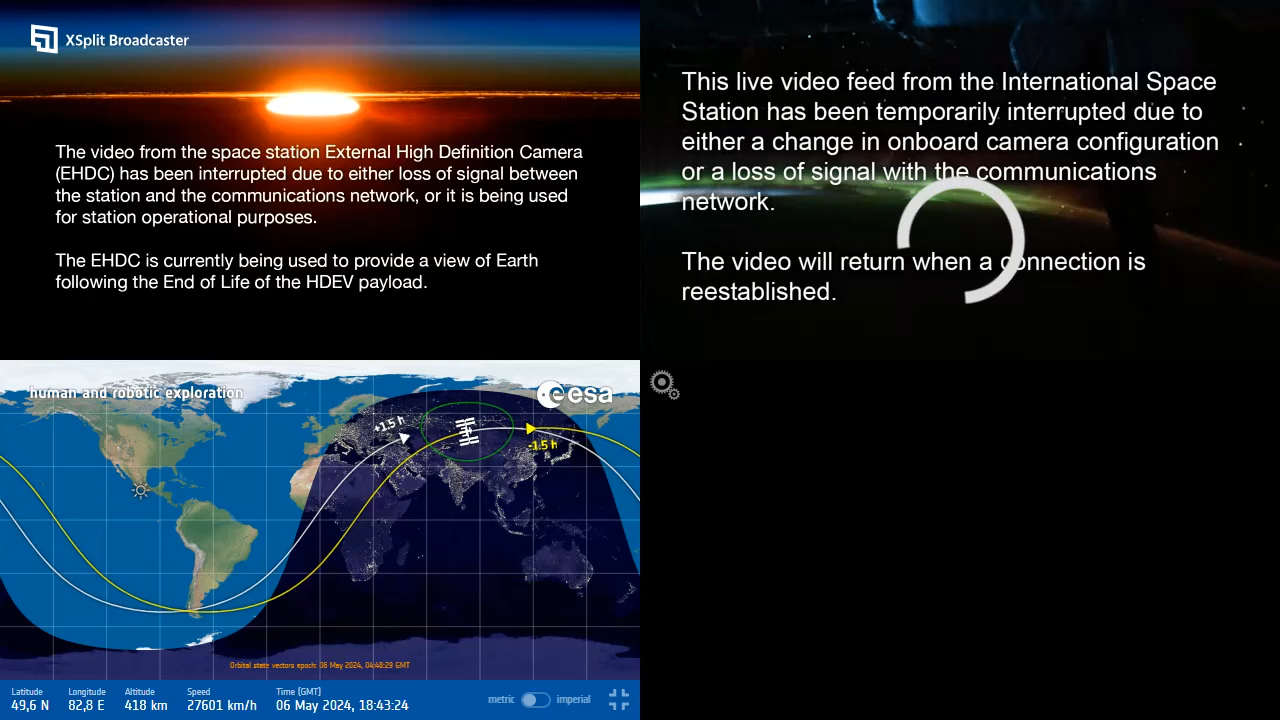 XSplit Broadcaster
The video from the space station External High Definition Camera
(EHDC) has been interrupted due to either loss of signal between
the station and the communications network, or it is being used
for station operational purposes.
The EHDC is currently being used to provide a view of Earth
following the End of Life of the HDEV payload.
This live video feed from the International Space
Station has been temporarily interrupted due to
either a change in onboard camera configuration
or a loss of signal with the communications
network.
The video will return when a connection is
reestablished.
human and robotic exploration
esa
+1.5 h
-1.5 h
Orbital state vectors epoch: 06 May 2024, 04:48:29 GMT
Latitude Longitude Altitude Speed Time (GMT)
49,6 N 82,8 E 418 km 27601 km/h 06 May 2024, 18:43:24
metric imperial